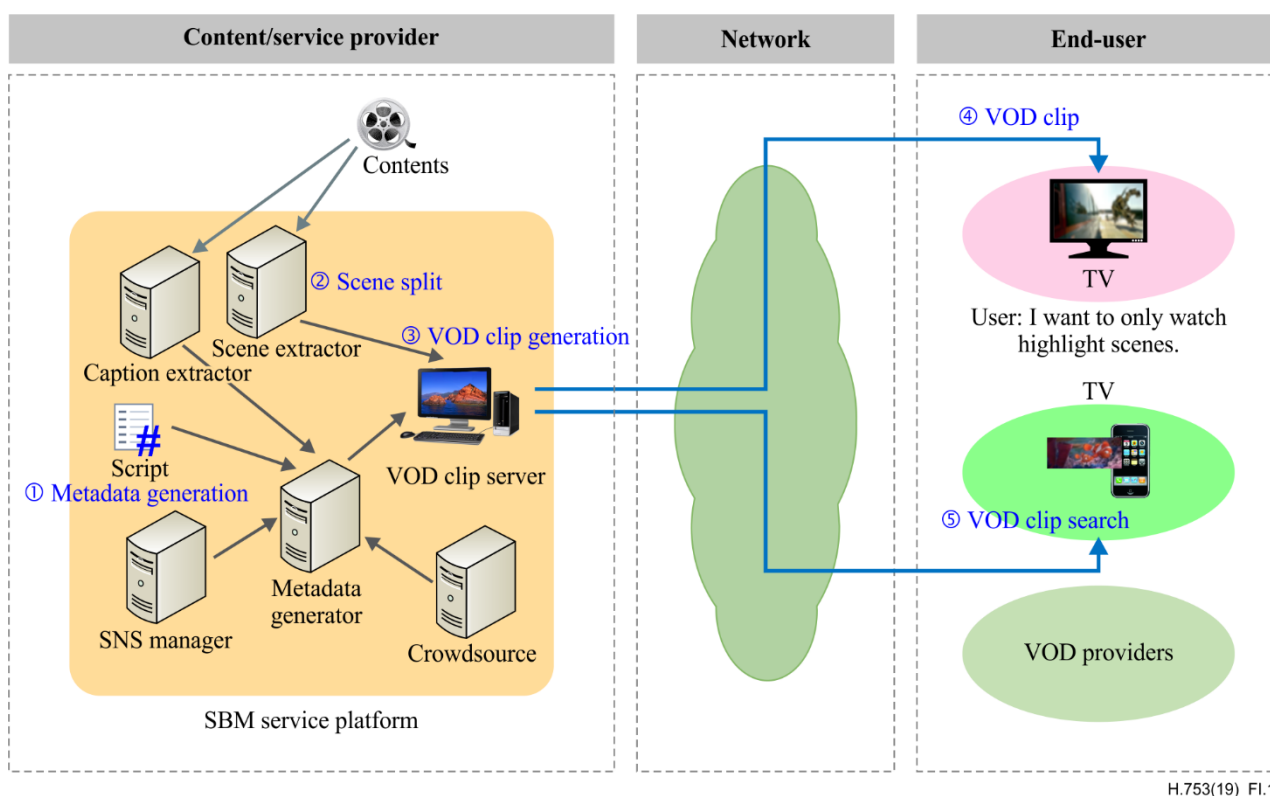 Content/service provider
Network
End-user
Contents
② Scene split
Scene extractor
③ VOD clip generation
Caption extractor
#
Script
VOD clip server
① Metadata generation
Metadata
generator
SNS manager
Crowdsource
SBM service platform
④ VOD clip
TV
User: I want to only watch
highlight scenes.
TV
⑤ VOD clip search
VOD providers
H.753(19)_FI.1